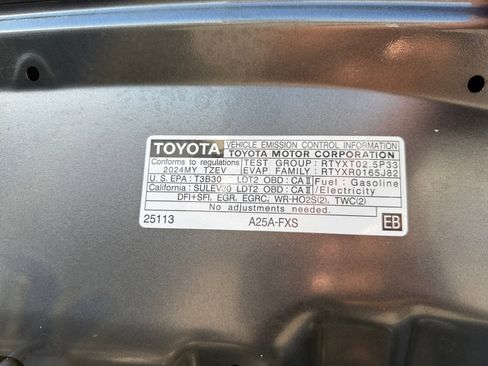 TOYOTA VEHICLE EMISSION CONTROL INFORMATION
TOYOTA MOTOR CORPORATION
Conforms to regulations TEST GROUP: RTYXT02.5P33
2024MY TZEV EVAP FAMILY: RTYXR0165J82
U.S. EPA: T3B30 LDT2 OBD: CAⅡ Fuel: Gasoline
California: SULEV30 LDT2 OBD: CAⅡ /Electricity
DFI+SFI, EGR, EGRC, WR-HO2S(2), TWC(2)
No adjustments needed.
25113 A25A-FXS EB